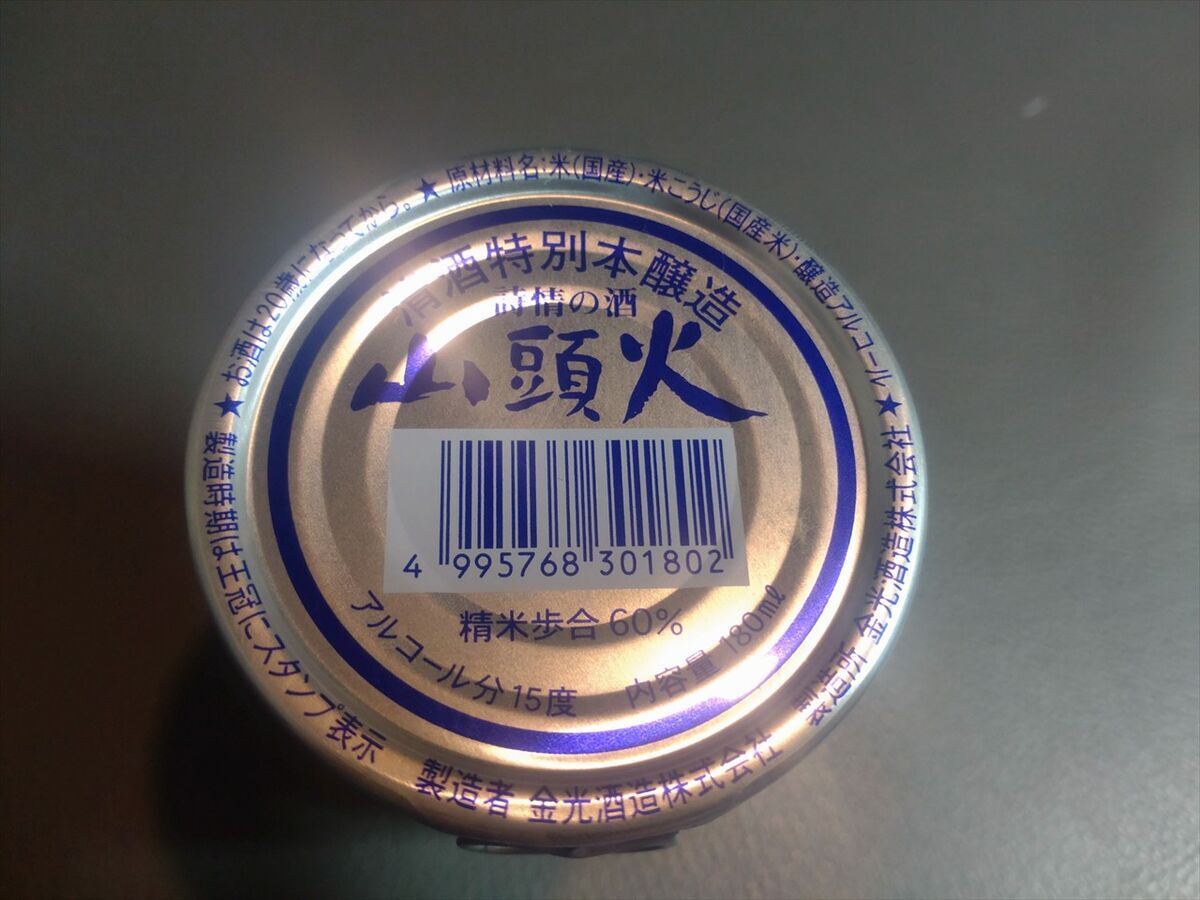 ★お酒は20歳になってから。★原材料名:米(国産)・米こうじ(国産米)・醸造アルコール★
清酒特別本醸造
詩情の酒
山頭火
4 995768 301802
精米歩合 60%
アルコール分 15度 内容量 180mℓ
製造時期は王冠にスタンプ表示
製造者 金光酒造株式会社
製造所 金光酒造株式会社